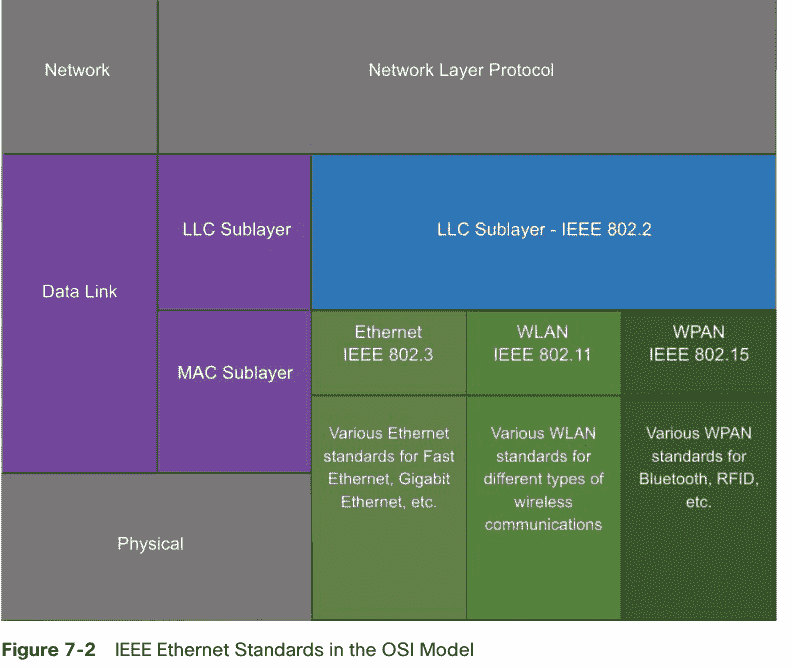 Network
Network Layer Protocol
Data Link
LLC Sublayer
LLC Sublayer - IEEE 802.2
MAC Sublayer
Ethernet
IEEE 802.3
WLAN
IEEE 802.11
WPAN
IEEE 802.15
Various Ethernet
standards for Fast
Ethernet, Gigabit
Ethernet, etc.
Various WLAN
standards for
different types of
wireless
communications
Various WPAN
standards for
Bluetooth, RFID,
etc.
Physical
Figure 7-2 IEEE Ethernet Standards in the OSI Model